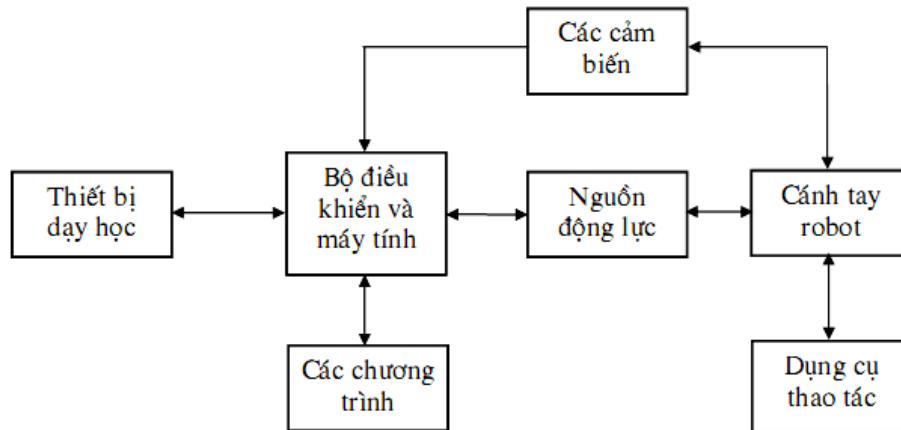 Các cảm
biến
Thiết bị
dạy học
Bộ điều
khiển và
máy tính
Nguồn
động lực
Cánh tay
robot
Các chương
trình
Dụng cụ
thao tác